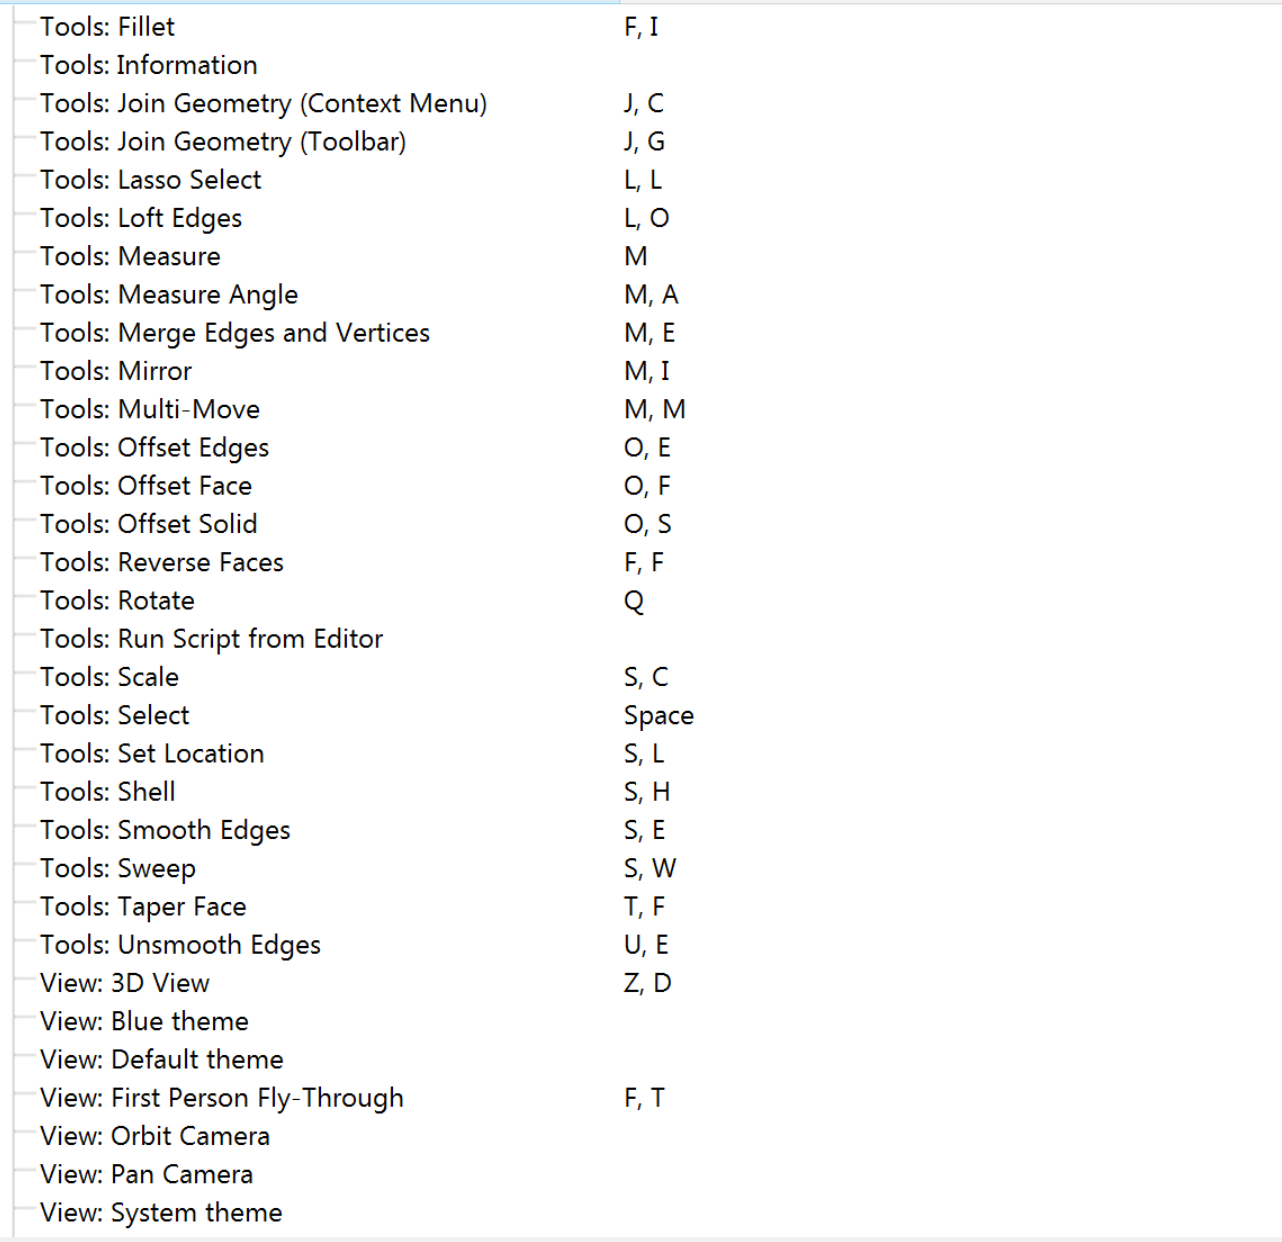 Tools: Fillet F, I
Tools: Information
Tools: Join Geometry (Context Menu) J, C
Tools: Join Geometry (Toolbar) J, G
Tools: Lasso Select L, L
Tools: Loft Edges L, O
Tools: Measure M
Tools: Measure Angle M, A
Tools: Merge Edges and Vertices M, E
Tools: Mirror M, I
Tools: Multi-Move M, M
Tools: Offset Edges O, E
Tools: Offset Face O, F
Tools: Offset Solid O, S
Tools: Reverse Faces F, F
Tools: Rotate Q
Tools: Run Script from Editor
Tools: Scale S, C
Tools: Select Space
Tools: Set Location S, L
Tools: Shell S, H
Tools: Smooth Edges S, E
Tools: Sweep S, W
Tools: Taper Face T, F
Tools: Unsmooth Edges U, E
View: 3D View Z, D
View: Blue theme
View: Default theme
View: First Person Fly-Through F, T
View: Orbit Camera
View: Pan Camera
View: System theme